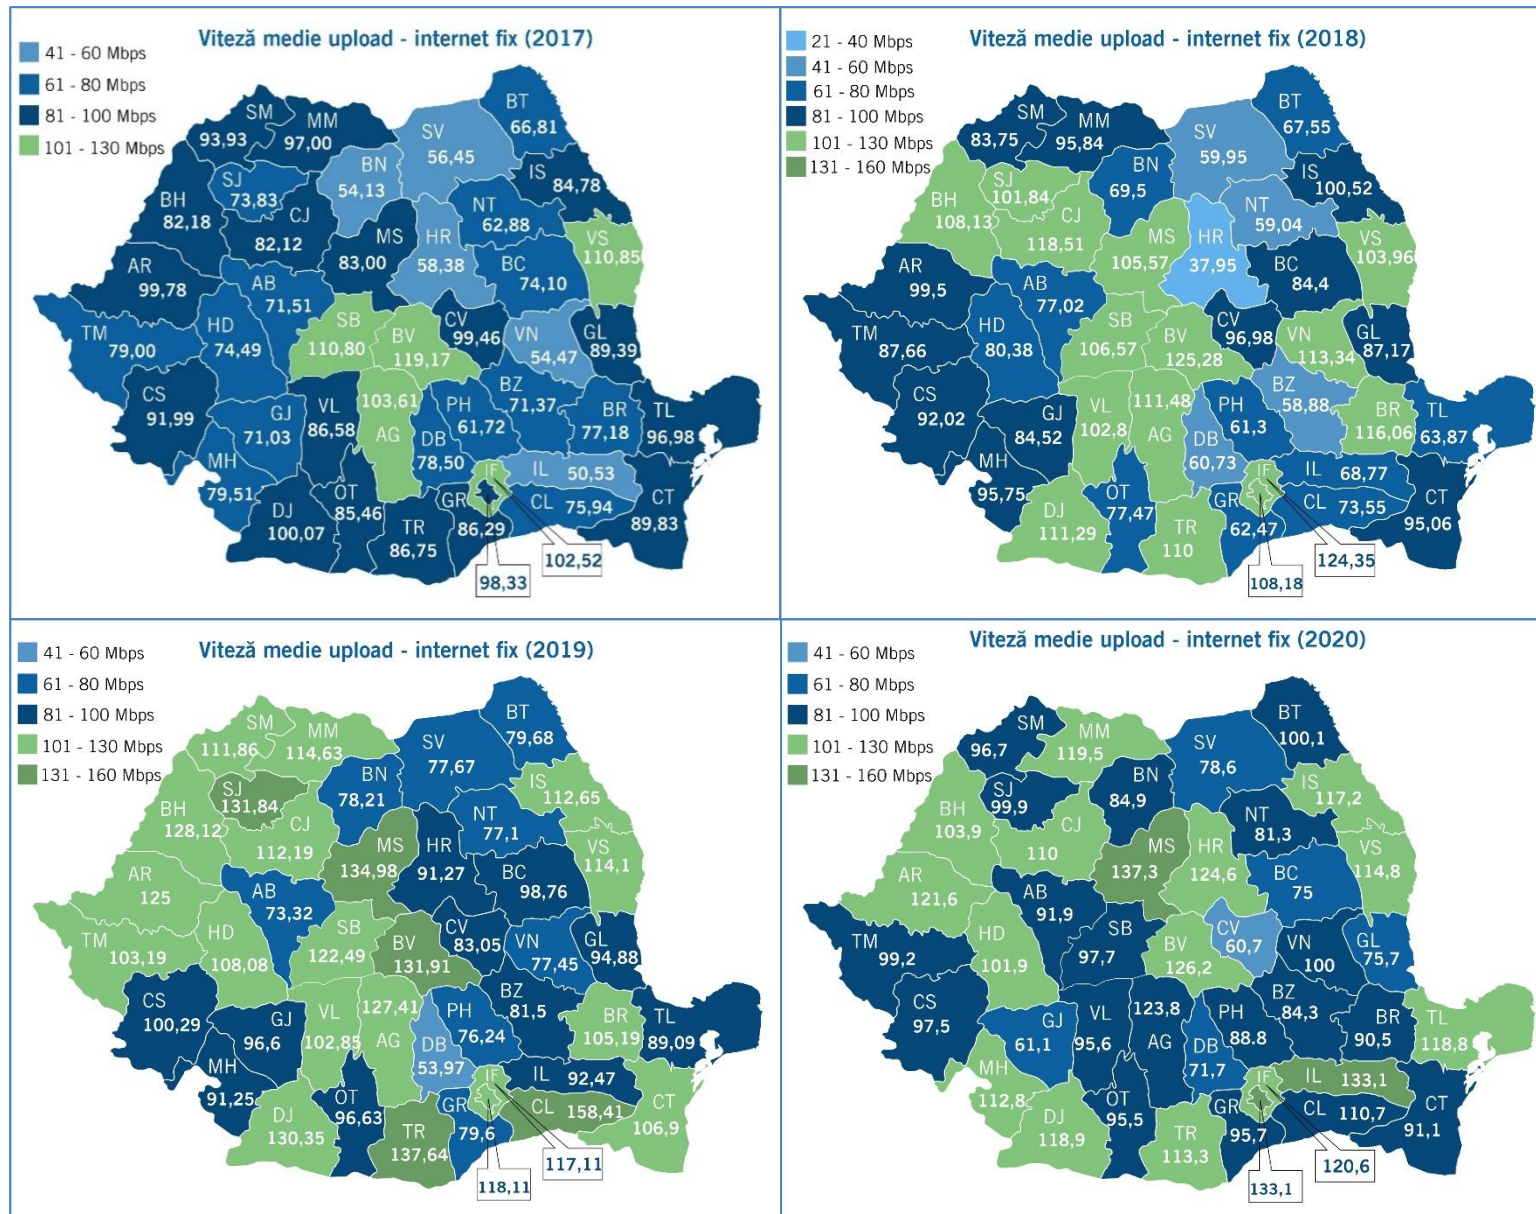 Viteză medie upload - internet fix (2017)
41 - 60 Mbps
61 - 80 Mbps
81 - 100 Mbps
101 - 130 Mbps
SM
93,93
MM
97,00
SV
56,45
BT
66,81
BN
54,13
IS
84,78
SJ
73,83
BH
82,18
CJ
82,12
MS
83,00
HR
58,38
NT
62,88
VS
110,85
AR
99,78
AB
71,51
BC
74,10
TM
79,00
HD
74,49
SB
110,80
BV
119,17
CV
99,46
VN
54,47
GL
89,39
CS
91,99
GJ
71,03
VL
86,58
103,61
AG
DB
78,50
PH
61,72
BZ
71,37
BR
77,18
TL
96,98
MH
79,51
DJ
100,07
OT
85,46
TR
86,75
GR
86,29
IF
IL
50,53
CL
75,94
CT
89,83
102,52
98,33
Viteză medie upload - internet fix (2018)
21 - 40 Mbps
41 - 60 Mbps
61 - 80 Mbps
81 - 100 Mbps
101 - 130 Mbps
131 - 160 Mbps
SM
83,75
MM
95,84
SV
59,95
BT
67,55
BN
69,5
IS
100,52
SJ
101,84
BH
108,13
CJ
118,51
MS
105,57
HR
37,95
NT
59,04
VS
103,96
AR
99,5
AB
77,02
BC
84,4
TM
87,66
HD
80,38
SB
106,57
BV
125,28
CV
96,98
VN
113,34
GL
87,17
CS
92,02
GJ
84,52
VL
102,8
111,48
AG
DB
60,73
PH
61,3
BZ
58,88
BR
116,06
TL
63,87
MH
95,75
DJ
111,29
OT
77,47
TR
110
GR
62,47
IF
IL
68,77
CL
73,55
CT
95,06
124,35
108,18
Viteză medie upload - internet fix (2019)
41 - 60 Mbps
61 - 80 Mbps
81 - 100 Mbps
101 - 130 Mbps
131 - 160 Mbps
SM
111,86
MM
114,63
SV
77,67
BT
79,68
BN
78,21
IS
112,65
SJ
131,84
BH
128,12
CJ
112,19
MS
134,98
HR
91,27
NT
77,1
VS
114,1
AR
125
AB
73,32
BC
98,76
TM
103,19
HD
108,08
SB
122,49
BV
131,91
CV
83,05
VN
77,45
GL
94,88
CS
100,29
GJ
96,6
VL
102,85
127,41
AG
DB
53,97
PH
76,24
BZ
81,5
BR
105,19
TL
89,09
MH
91,25
DJ
130,35
OT
96,63
TR
137,64
GR
79,6
IF
IL
92,47
CL
158,41
CT
106,9
117,11
118,11
Viteză medie upload - internet fix (2020)
41 - 60 Mbps
61 - 80 Mbps
81 - 100 Mbps
101 - 130 Mbps
131 - 160 Mbps
SM
96,7
MM
119,5
SV
78,6
BT
100,1
BN
84,9
IS
117,2
SJ
99,9
BH
103,9
CJ
110
MS
137,3
HR
124,6
NT
81,3
VS
114,8
AR
121,6
AB
91,9
BC
75
TM
99,2
HD
101,9
SB
97,7
BV
126,2
CV
60,7
VN
100
GL
75,7
CS
97,5
GJ
61,1
VL
95,6
123,8
AG
DB
71,7
PH
88.8
BZ
84,3
BR
90,5
TL
118,8
MH
112,8
DJ
118,9
OT
95,5
TR
113,3
GR
95,7
IF
IL
133,1
CL
110,7
CT
91,1
120,6
133,1